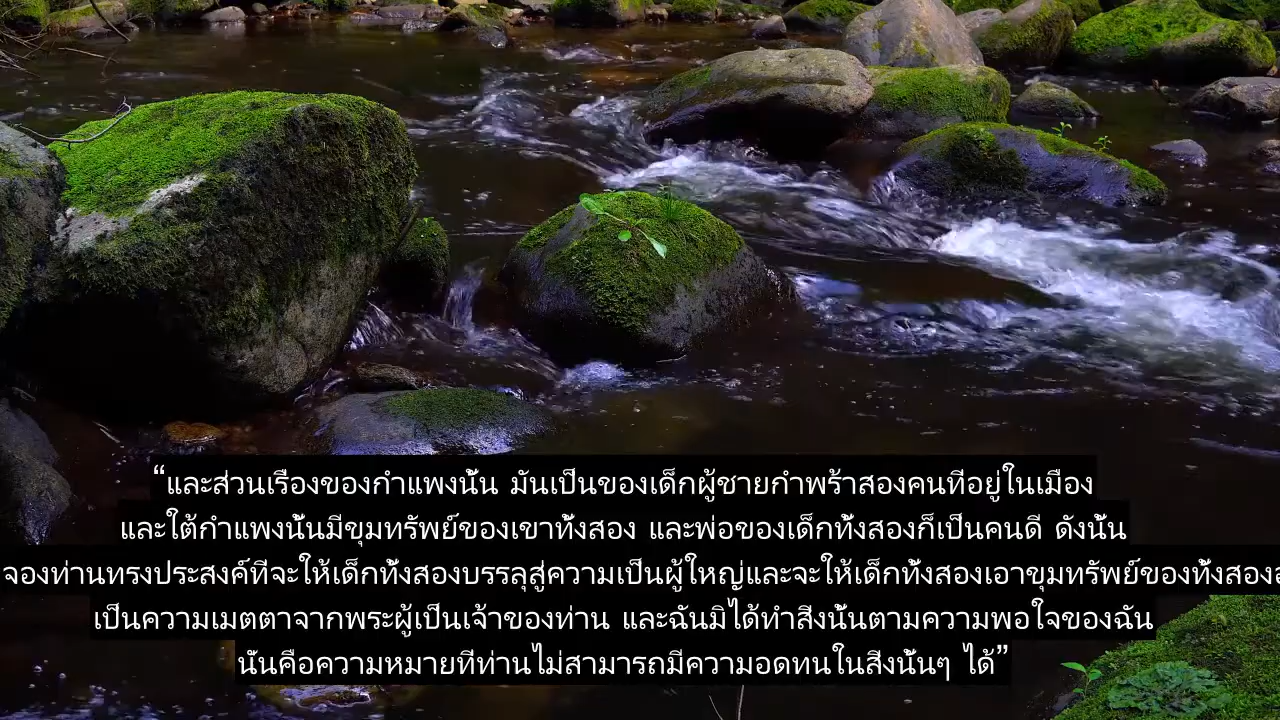 “และส่วนเรื่องของกำแพงนั้น มันเป็นของเด็กผู้ชายกำพร้าสองคนที่อยู่ในเมือง
และใต้กำแพงนั้นมีขุมทรัพย์ของเขาทั้งสอง และพ่อของเด็กทั้งสองก็เป็นคนดี ดังนั้น
จองท่านทรงประสงค์ที่จะให้เด็กทั้งสองบรรลุสู่ความเป็นผู้ใหญ่และจะให้เด็กทั้งสองเอาขุมทรัพย์ของทั้งสอง
เป็นความเมตตาจากพระผู้เป็นเจ้าของท่าน และฉันมิได้ทำสิ่งนั้นตามความพอใจของฉัน
นั่นคือความหมายที่ท่านไม่สามารถมีความอดทนในสิ่งนั้นๆ ได้”